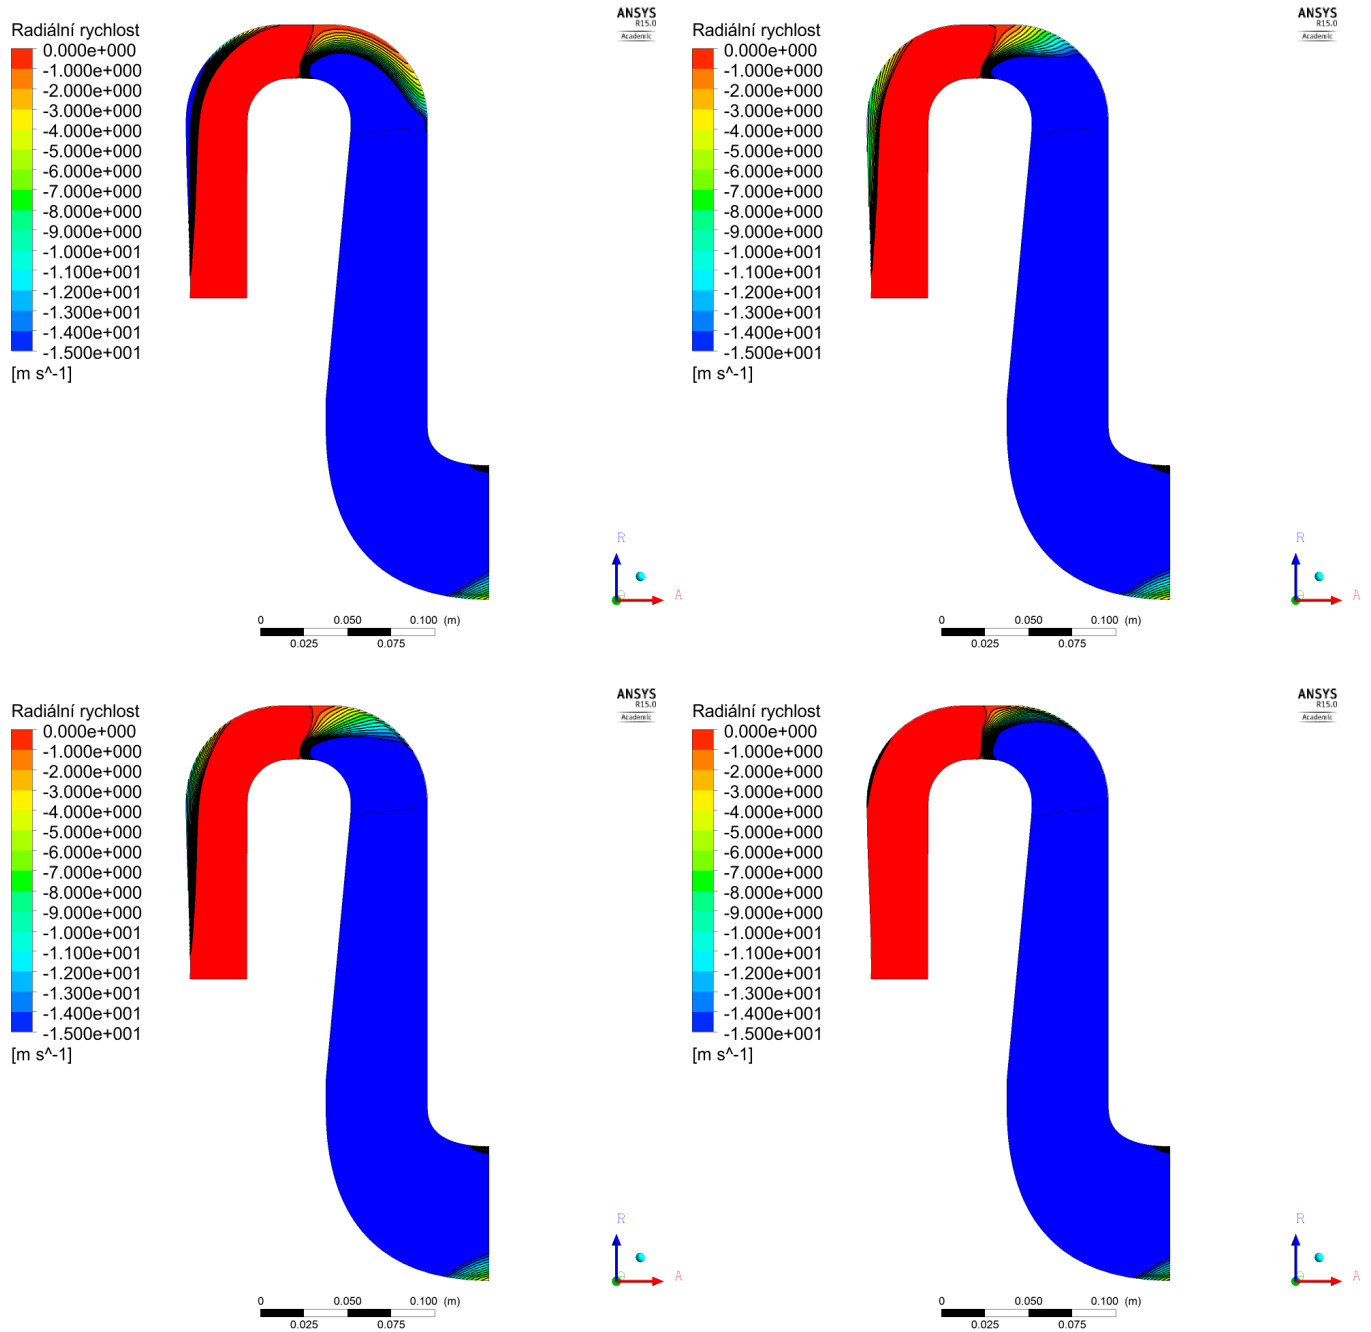 Radiální rychlost
0.000e+000
-1.000e+000
-2.000e+000
-3.000e+000
-4.000e+000
-5.000e+000
-6.000e+000
-7.000e+000
-8.000e+000
-9.000e+000
-1.000e+001
-1.100e+001
-1.200e+001
-1.300e+001
-1.400e+001
-1.500e+001
[m s^-1]
ANSYS
R15.0
Academic
R
A
0 0.050 0.100 (m)
0.025 0.075
Radiální rychlost
0.000e+000
-1.000e+000
-2.000e+000
-3.000e+000
-4.000e+000
-5.000e+000
-6.000e+000
-7.000e+000
-8.000e+000
-9.000e+000
-1.000e+001
-1.100e+001
-1.200e+001
-1.300e+001
-1.400e+001
-1.500e+001
[m s^-1]
ANSYS
R15.0
Academic
R
A
0 0.050 0.100 (m)
0.025 0.075
Radiální rychlost
0.000e+000
-1.000e+000
-2.000e+000
-3.000e+000
-4.000e+000
-5.000e+000
-6.000e+000
-7.000e+000
-8.000e+000
-9.000e+000
-1.000e+001
-1.100e+001
-1.200e+001
-1.300e+001
-1.400e+001
-1.500e+001
[m s^-1]
ANSYS
R15.0
Academic
R
A
0 0.050 0.100 (m)
0.025 0.075
Radiální rychlost
0.000e+000
-1.000e+000
-2.000e+000
-3.000e+000
-4.000e+000
-5.000e+000
-6.000e+000
-7.000e+000
-8.000e+000
-9.000e+000
-1.000e+001
-1.100e+001
-1.200e+001
-1.300e+001
-1.400e+001
-1.500e+001
[m s^-1]
ANSYS
R15.0
Academic
R
A
0 0.050 0.100 (m)
0.025 0.075